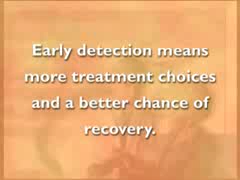 Early detection means
more treatment choices
and a better chance of
recovery.